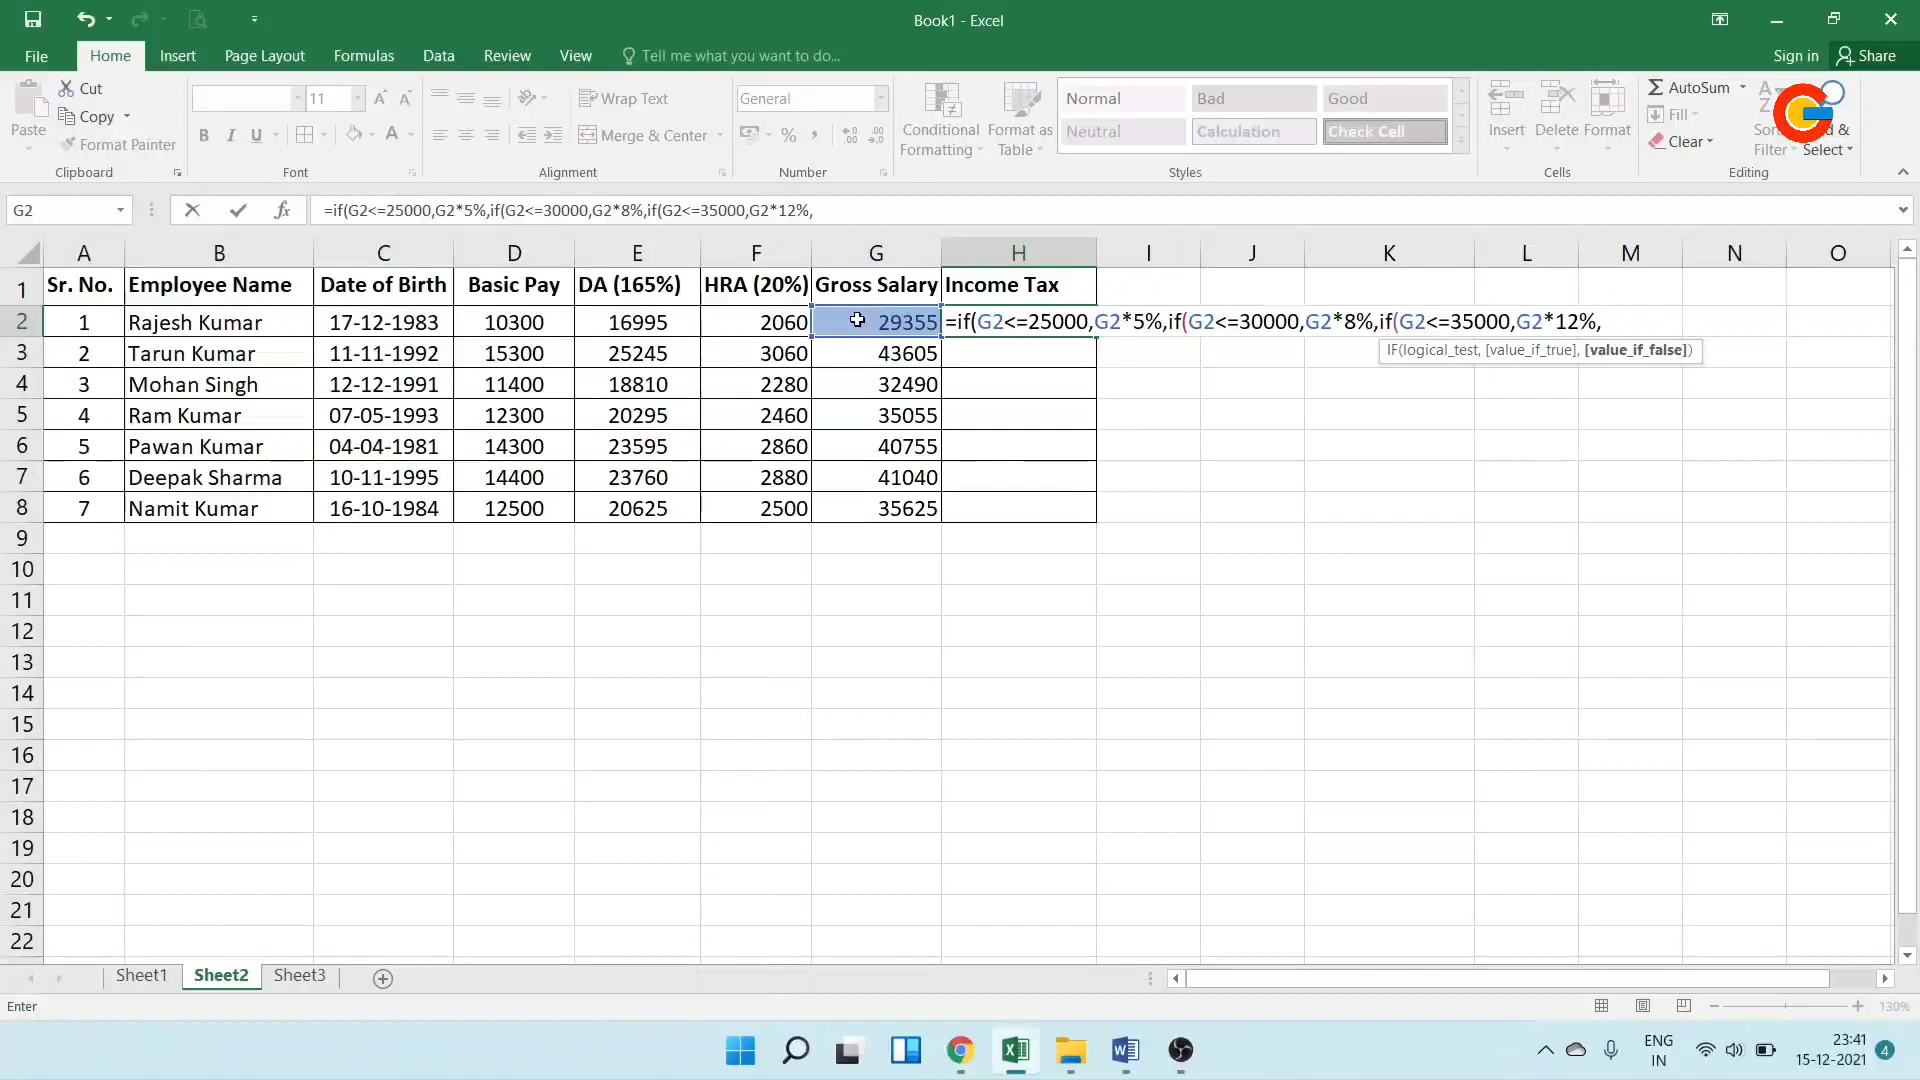 Book1 - Excel
File Home Insert Page Layout Formulas Data Review View Tell me what you want to do... Sign in Share
Paste Cut Copy Format Painter
11
B I U A
Wrap Text
Merge & Center
General
%
Conditional Formatting
Format as Table
Normal Bad Good
Neutral Calculation Check Cell
Insert Delete Format
AutoSum
Fill
Clear
Filter
&
Select
Clipboard Font Alignment Number Styles Cells Editing
G2 fx =if(G2<=25000,G2*5%,if(G2<=30000,G2*8%,if(G2<=35000,G2*12%,
A B C D E F G H I J K L M N O
1 Sr. No. Employee Name Date of Birth Basic Pay DA (165%) HRA (20%) Gross Salary Income Tax
2 1 Rajesh Kumar 17-12-1983 10300 16995 2060 29355 =if(G2<=25000,G2*5%,if(G2<=30000,G2*8%,if(G2<=35000,G2*12%,
IF(logical_test, [value_if_true], [value_if_false])
3 2 Tarun Kumar 11-11-1992 15300 25245 3060 43605
4 3 Mohan Singh 12-12-1991 11400 18810 2280 32490
5 4 Ram Kumar 07-05-1993 12300 20295 2460 35055
6 5 Pawan Kumar 04-04-1981 14300 23595 2860 40755
7 6 Deepak Sharma 10-11-1995 14400 23760 2880 41040
8 7 Namit Kumar 16-10-1984 12500 20625 2500 35625
9
10
11
12
13
14
15
16
17
18
19
20
21
22
Sheet1 Sheet2 Sheet3
Enter 130%
ENG
IN
23:41
15-12-2021
4